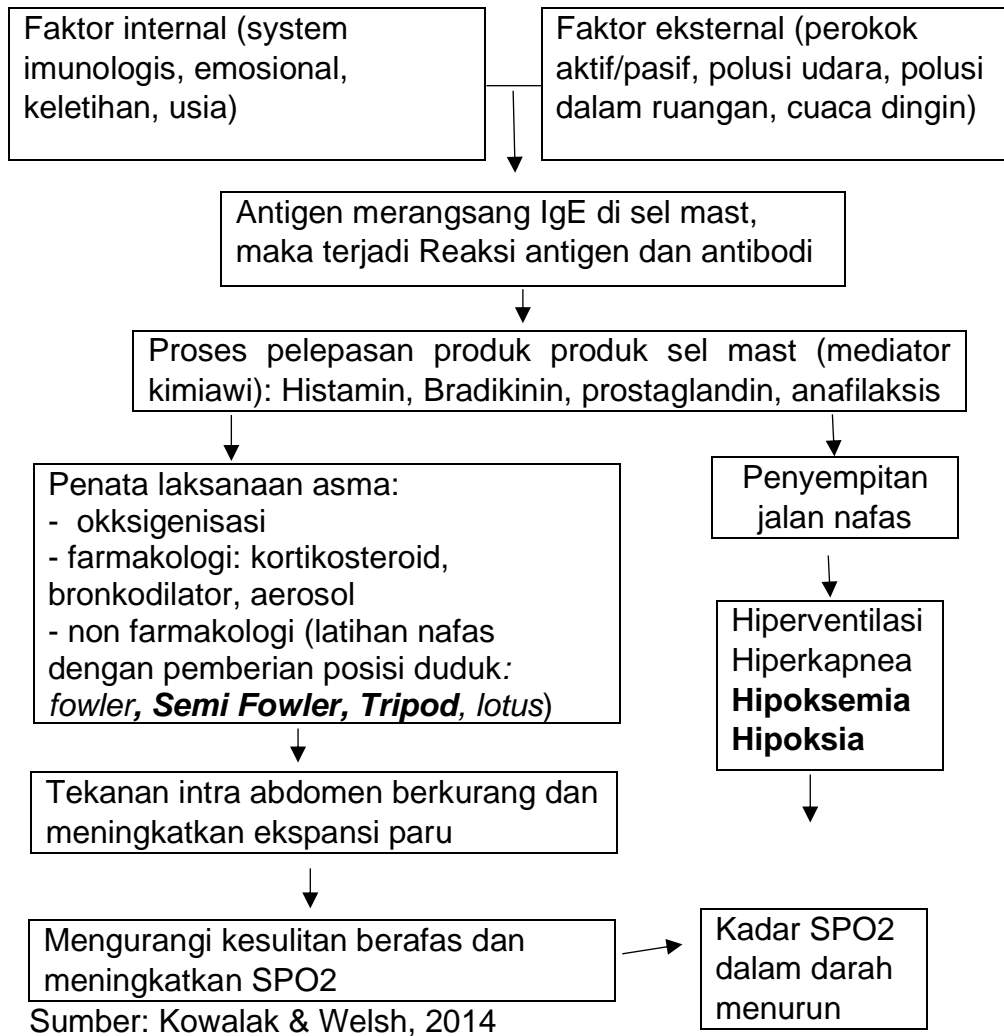 Faktor internal (system
imunologis, emosional,
keletihan, usia)
Faktor eksternal (perokok
aktif/pasif, polusi udara, polusi
dalam ruangan, cuaca dingin)
Antigen merangsang IgE di sel mast,
maka terjadi Reaksi antigen dan antibodi
Proses pelepasan produk produk sel mast (mediator
kimiawi): Histamin, Bradikinin, prostaglandin, anafilaksis
Penata laksanaan asma:
- okksigenisasi
- farmakologi: kortikosteroid,
bronkodilator, aerosol
- non farmakologi (latihan nafas
dengan pemberian posisi duduk:
fowler, Semi Fowler, Tripod, lotus)
Penyempitan
jalan nafas
Hiperventilasi
Hiperkapnea
Hipoksemia
Hipoksia
Tekanan intra abdomen berkurang dan
meningkatkan ekspansi paru
Mengurangi kesulitan berafas dan
meningkatkan SPO2
Kadar SPO2
dalam darah
menurun
Sumber: Kowalak & Welsh, 2014